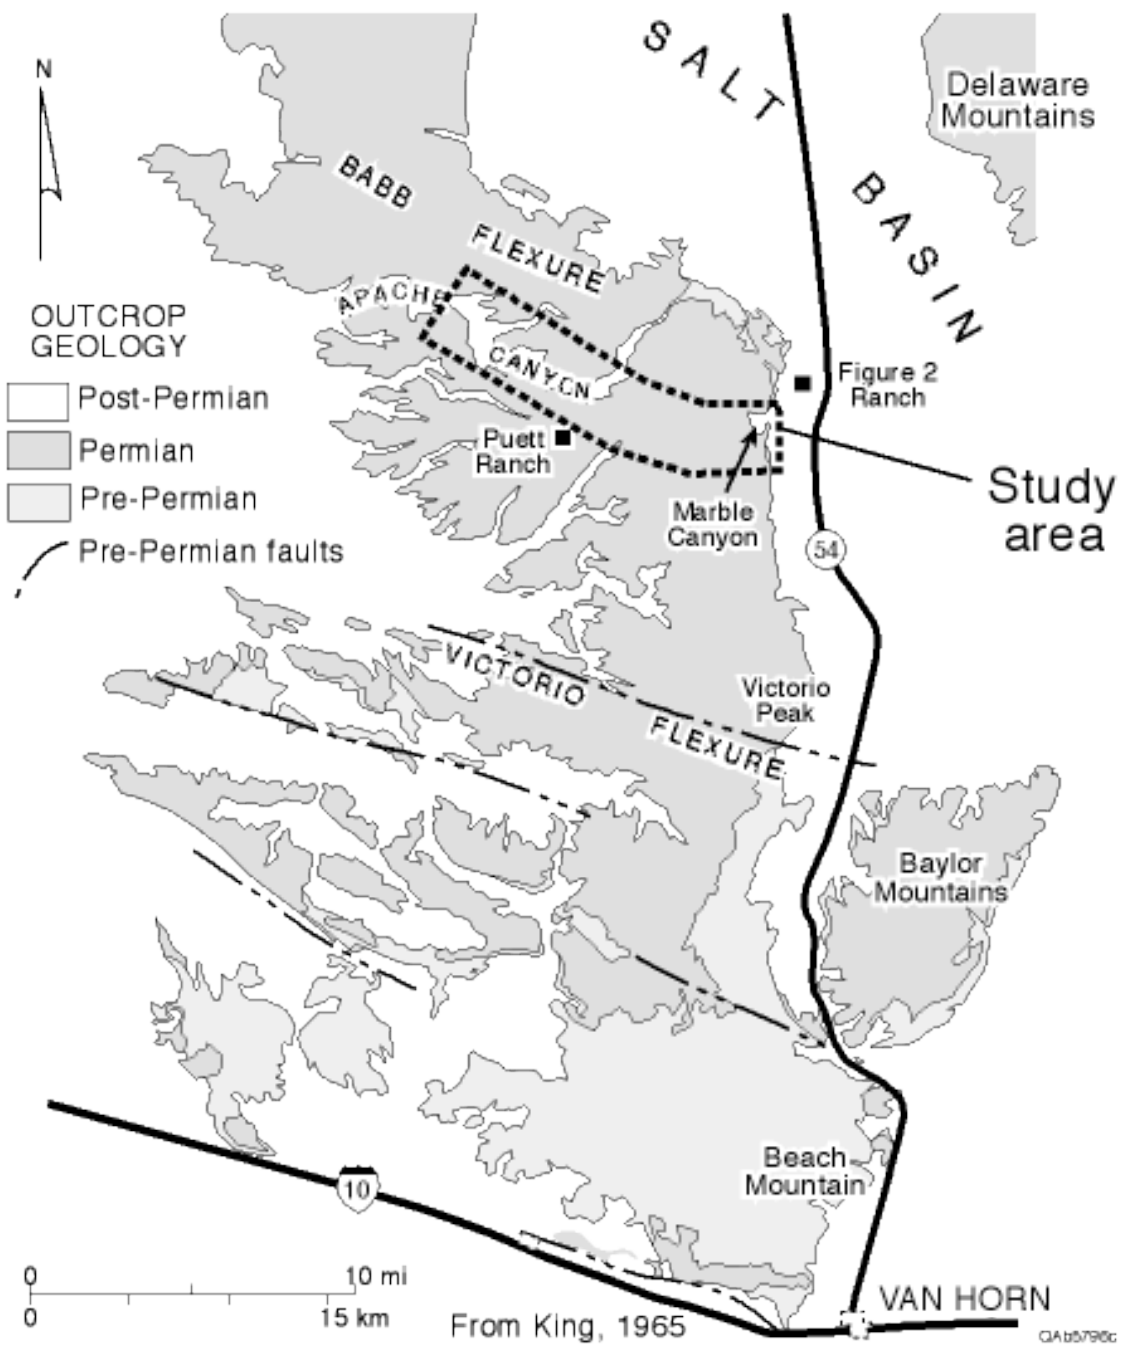 SALT
BASIN
Delaware
Mountains
N
BABB
FLEXURE
APACHE
CANYON
OUTCROP
GEOLOGY
Post-Permian
Permian
Pre-Permian
Pre-Permian faults
Figure 2
Ranch
Puett
Ranch
Marble
Canyon
Study
area
54
VICTORIO
FLEXURE
Victorio
Peak
Baylor
Mountains
Beach
Mountain
10
0
10 mi
0
15 km
From King, 1965
VAN HORN
QAb5796c